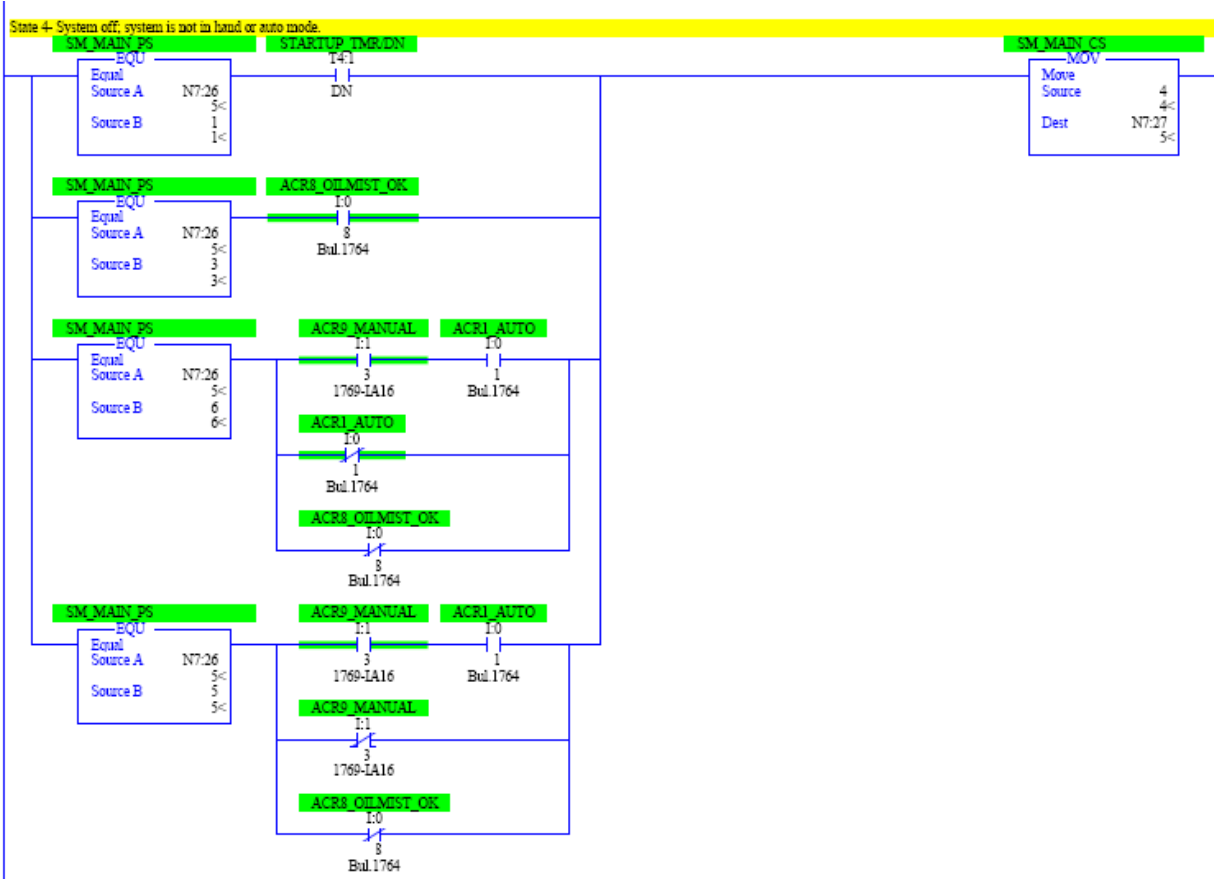 State 4- System off; system is not in hand or auto mode.
SM_MAIN_PS STARTUP_TMR/DN SM_MAIN_CS
EQU T4:1 MOV
Equal Move
Source A N7:26 DN Source 4
5< 4<
Source B 1 Dest N7:27
1< 5<
SM_MAIN_PS ACR8_OILMIST_OK
EQU I:0
Equal
Source A N7:26 8
5< Bul.1764
Source B 3
3<
SM_MAIN_PS ACR9_MANUAL ACR1_AUTO
EQU I:1 I:0
Equal
Source A N7:26 3 1
5< 1769-IA16 Bul.1764
Source B 6
6<
ACR1_AUTO
I:0
1
Bul.1764
ACR8_OILMIST_OK
I:0
8
Bul.1764
SM_MAIN_PS ACR9_MANUAL ACR1_AUTO
EQU I:1 I:0
Equal
Source A N7:26 3 1
5< 1769-IA16 Bul.1764
Source B 5
5<
ACR9_MANUAL
I:1
3
1769-IA16
ACR8_OILMIST_OK
I:0
8
Bul.1764